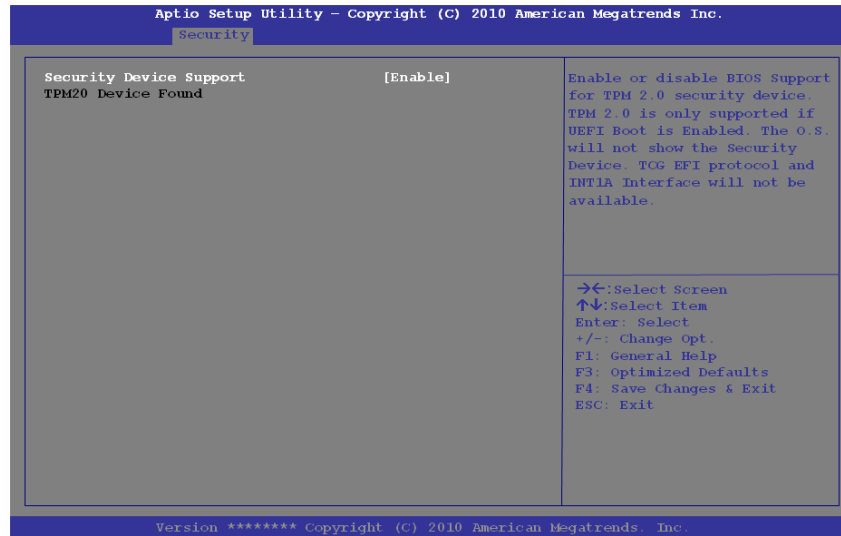 Aptio Setup Utility – Copyright (C) 2010 American Megatrends Inc.
Security
Security Device Support [Enable]
TPM20 Device Found
Enable or disable BIOS Support
for TPM 2.0 security device.
TPM 2.0 is only supported if
UEFI Boot is Enabled. The O.S.
will not show the Security
Device. TCG EFI protocol and
INT1A Interface will not be
available.
→←:Select Screen
↑↓:Select Item
Enter: Select
+/-: Change Opt.
F1: General Help
F3: Optimized Defaults
F4: Save Changes & Exit
ESC: Exit
Version ******** Copyright (C) 2010 American Megatrends. Inc.